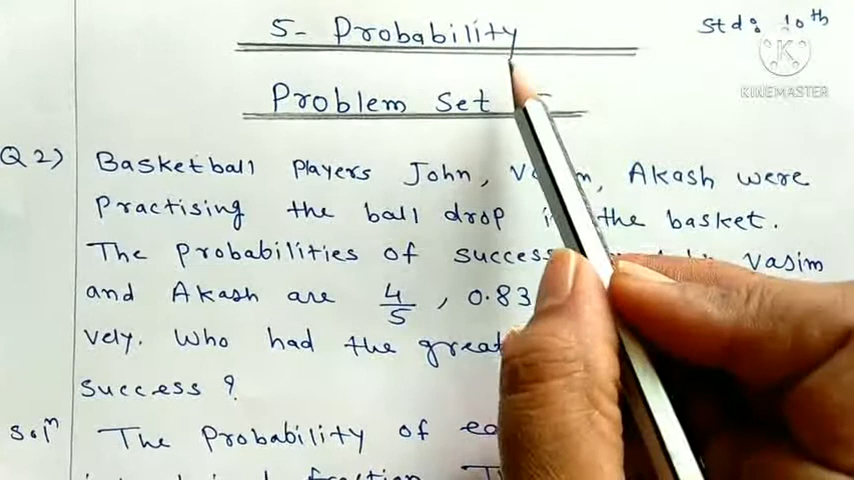 5- Probability
Std: 10th
KINEMASTER
Problem Set
Q 2) Basketball players John, Akash were
practising the ball drop the basket.
The probabilities of success vasim
and Akash are 4/5, 0.83
vely. Who had the
success?
Solⁿ The probability of